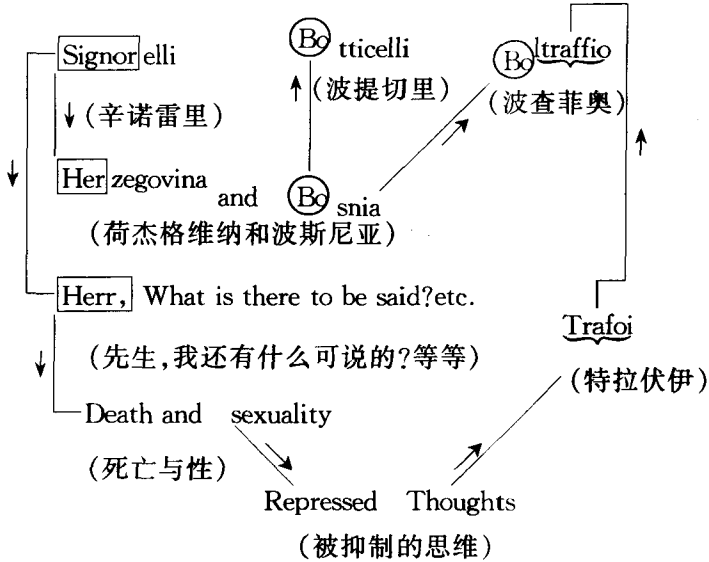 Signorelli Botticelli Boltraffio
(辛诺雷里) (波提切里) (波查菲奥)
Herzegovina and Bosnia
(荷杰格维纳和波斯尼亚)
Herr, What is there to be said?etc.
Trafoi
(先生,我还有什么可说的?等等)
(特拉伏伊)
Death and sexuality
(死亡与性)
Repressed Thoughts
(被抑制的思维)